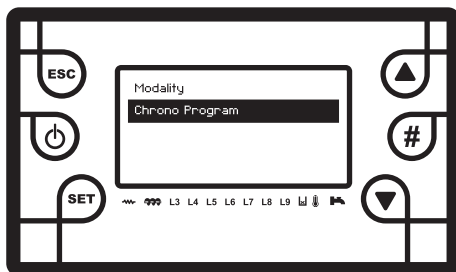 ESC
Modality
Chrono Program
#
SET
L3 L4 L5 L6 L7 L8 L9